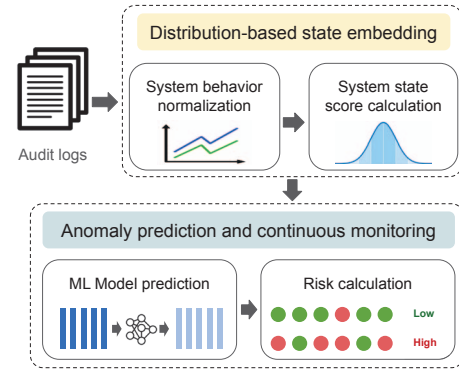 Distribution-based state embedding
System behavior
normalization
System state
score calculation
Audit logs
Anomaly prediction and continuous monitoring
ML Model prediction
Risk calculation
Low
High